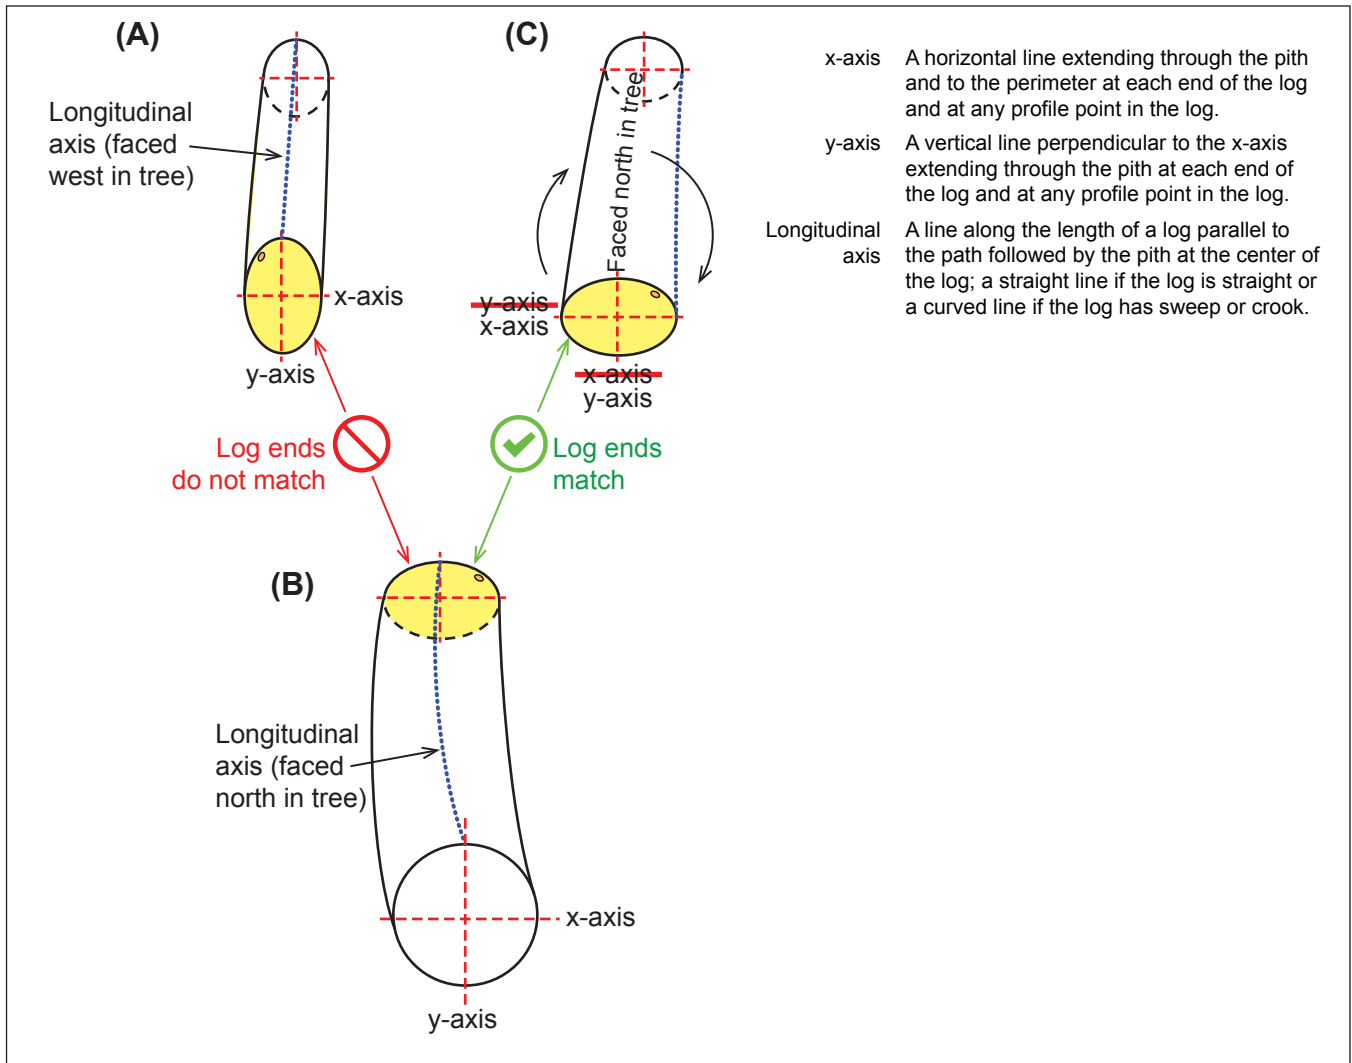 (A)
Longitudinal
axis (faced
west in tree)
x-axis
y-axis
(C)
Faced north in tree
y-axis
x-axis
x-axis
y-axis
Log ends
do not match
Log ends
match
(B)
Longitudinal
axis (faced
north in tree)
x-axis
y-axis
x-axis A horizontal line extending through the pith
and to the perimeter at each end of the log
and at any profile point in the log.
y-axis A vertical line perpendicular to the x-axis
extending through the pith at each end of
the log and at any profile point in the log.
Longitudinal A line along the length of a log parallel to
axis the path followed by the pith at the center of
the log; a straight line if the log is straight or
a curved line if the log has sweep or crook.